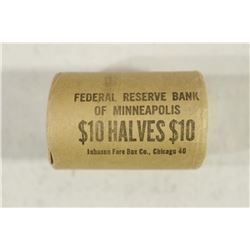 FEDERAL RESERVE BANK
OF MINNEAPOLIS
$10 HALVES $10
Johnson Fare Box Co., Chicago 40